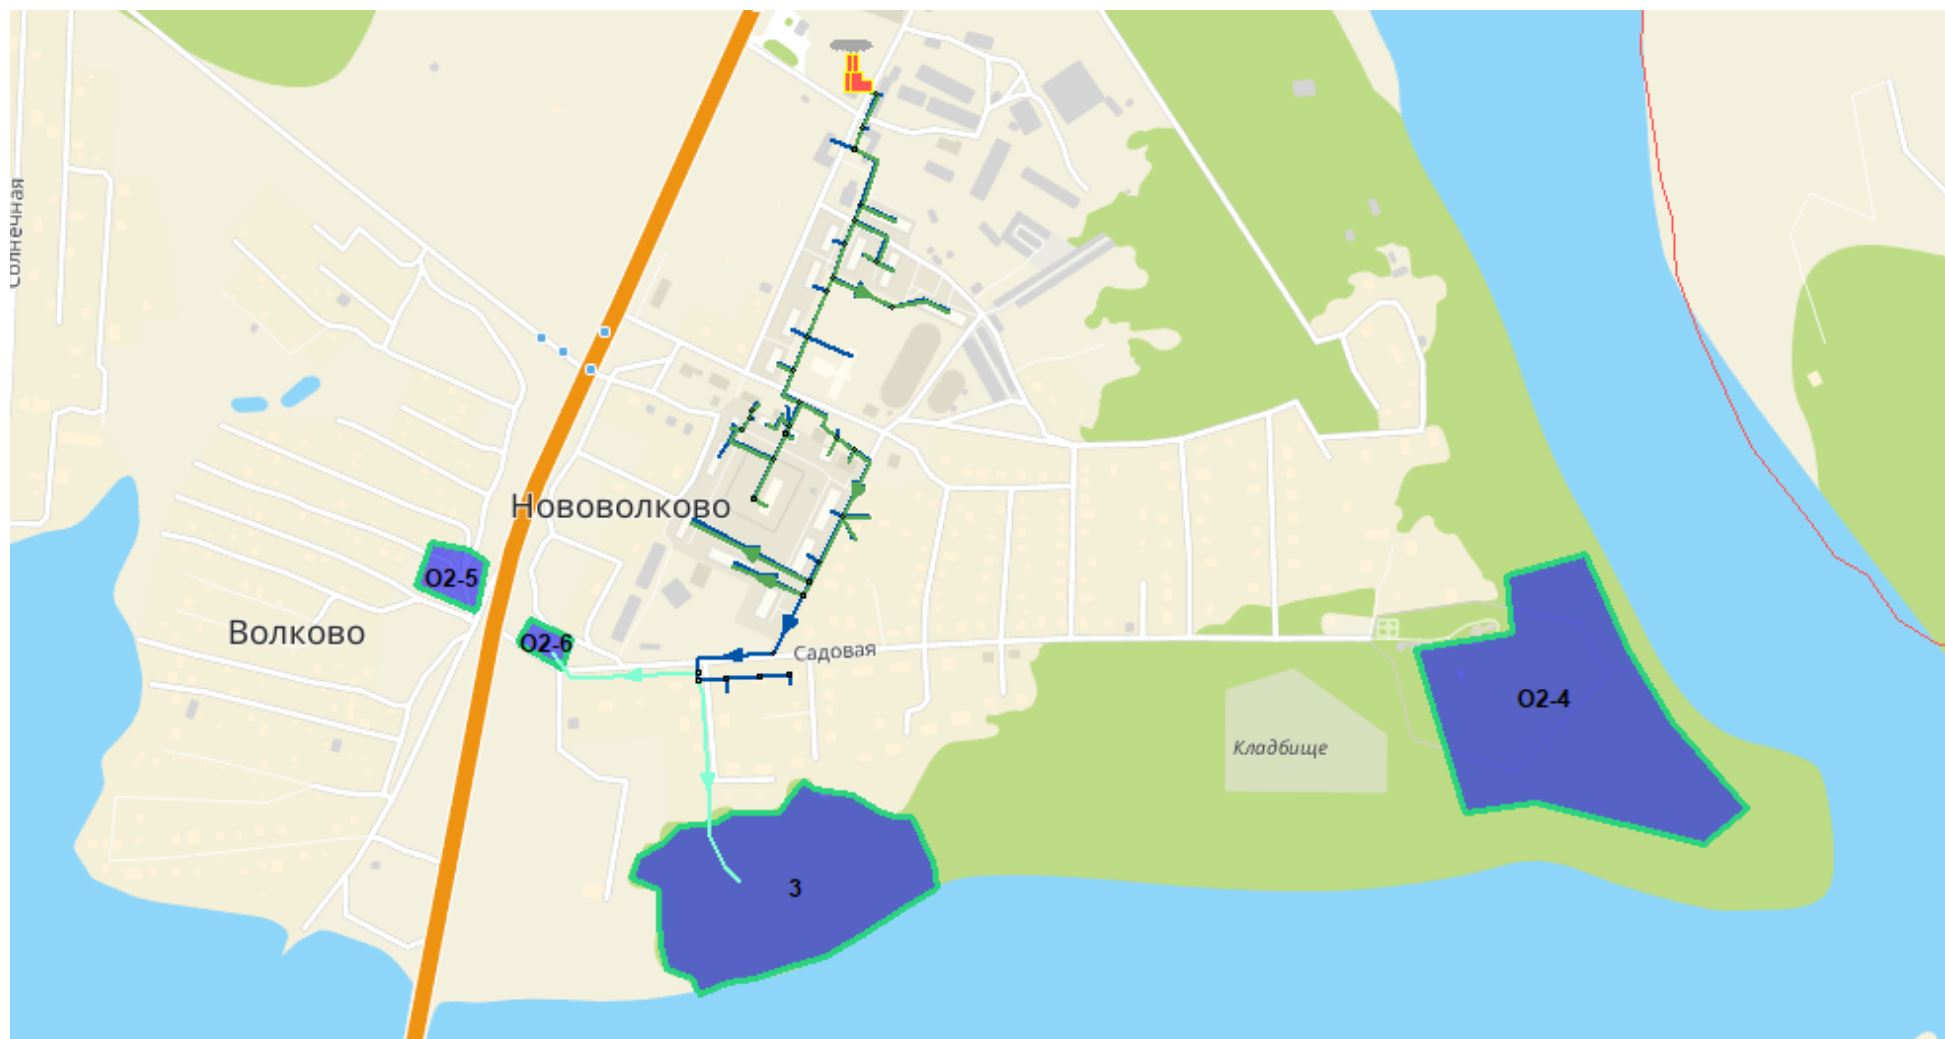 Солнечная
Нововолково
О2-5
Волково
О2-6
Садовая
О2-4
Кладбище
3